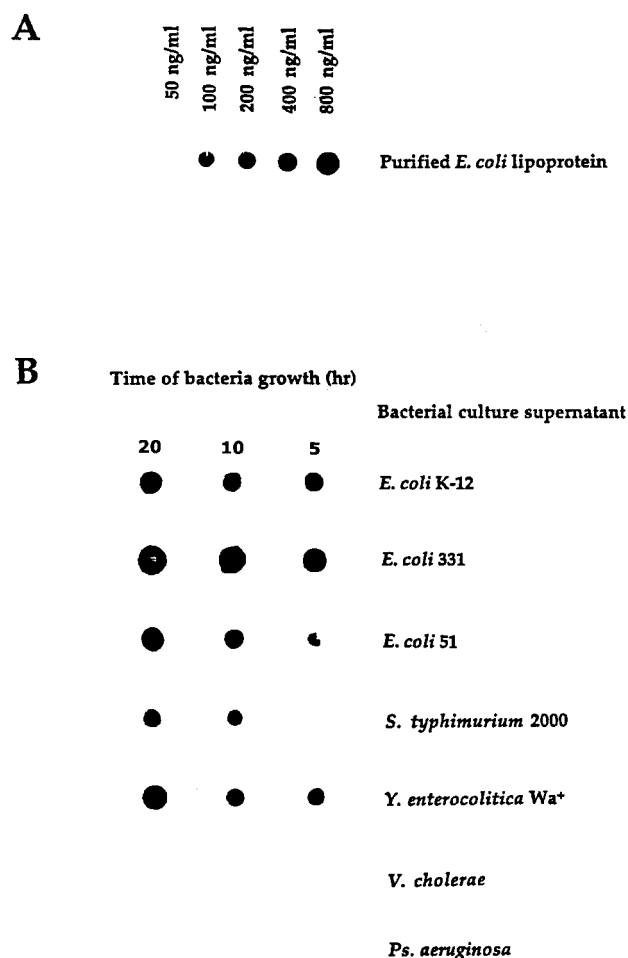 A
50 ng/ml
100 ng/ml
200 ng/ml
400 ng/ml
800 ng/ml
Purified E. coli lipoprotein
B
Time of bacteria growth (hr)
Bacterial culture supernatant
20 10 5
E. coli K-12
E. coli 331
E. coli 51
S. typhimurium 2000
Y. enterocolitica Wa⁺
V. cholerae
Ps. aeruginosa